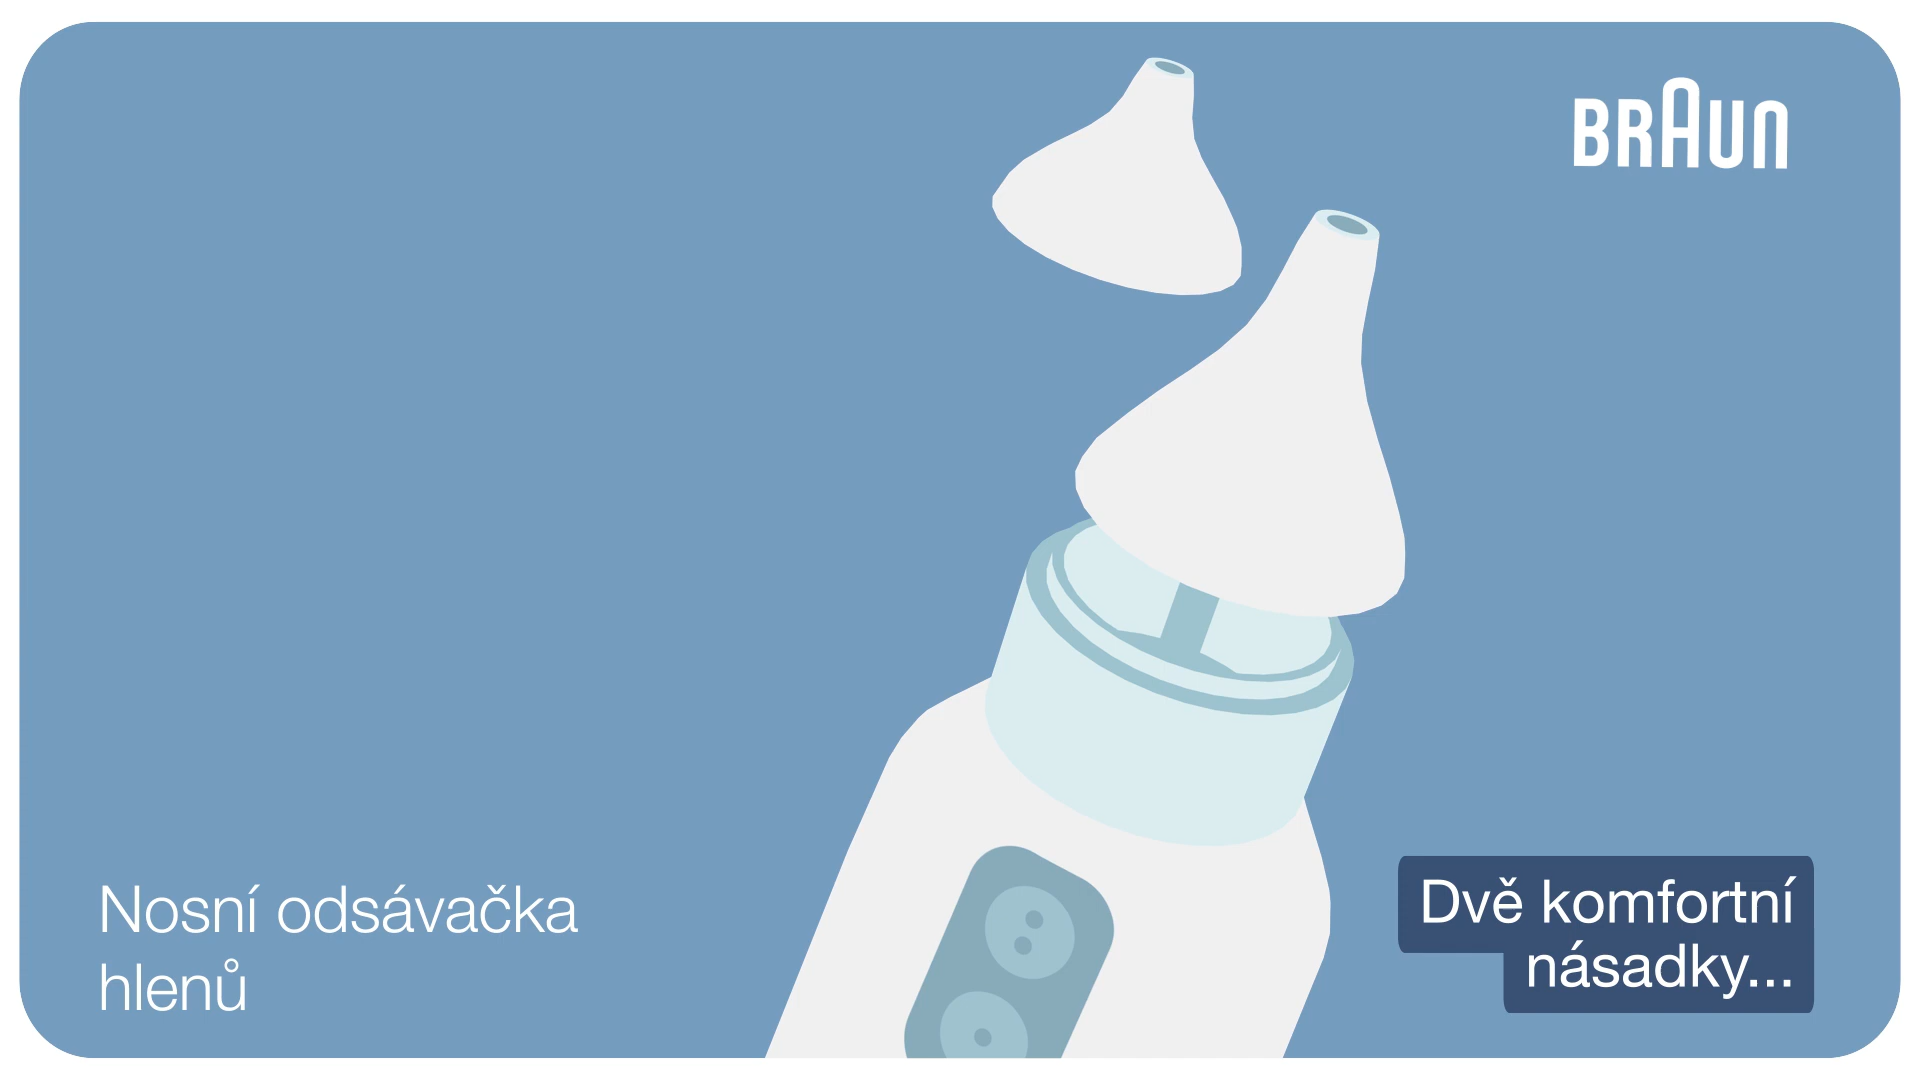 BRAUN
Nosní odsávačka
hlenů
Dvě komfortní
násadky...